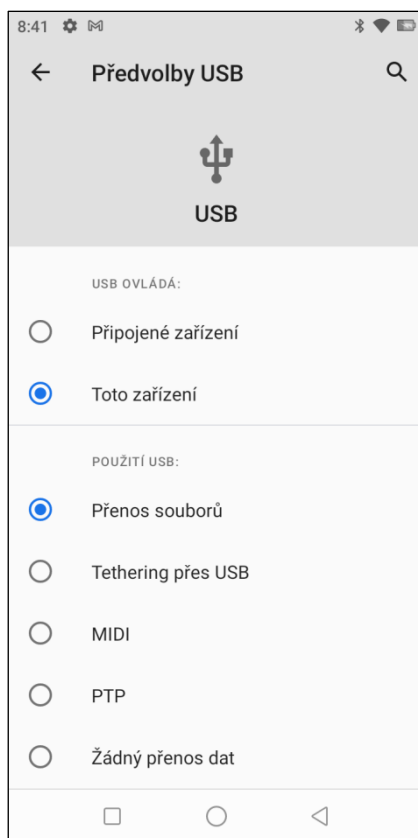 8:41
Předvolby USB
USB
USB OVLÁDÁ:
Připojené zařízení
Toto zařízení
POUŽITÍ USB:
Přenos souborů
Tethering přes USB
MIDI
PTP
Žádný přenos dat